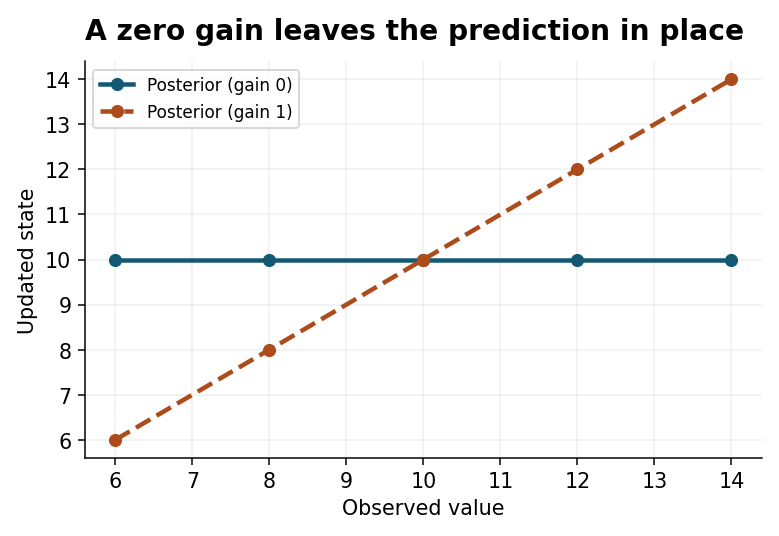 A zero gain leaves the prediction in place
Posterior (gain 0)
Posterior (gain 1)
Updated state
14
13
12
11
10
9
8
7
6
6 7 8 9 10 11 12 13 14
Observed value